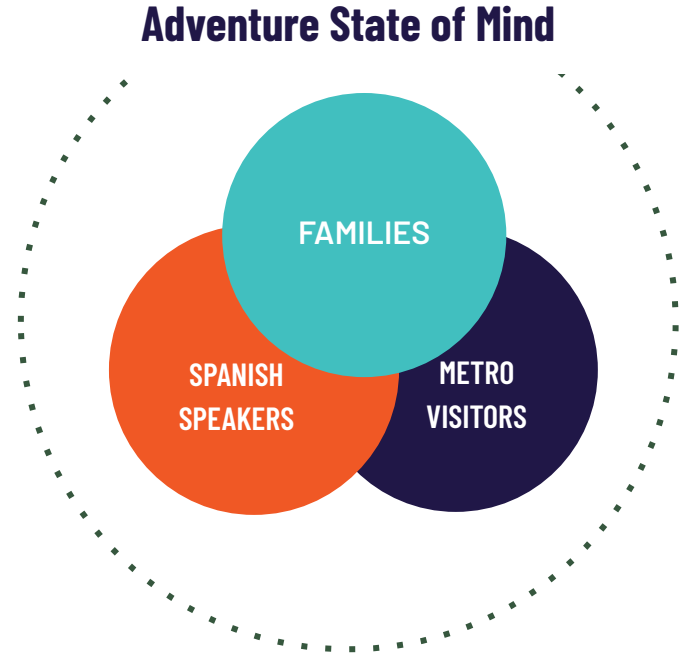 Adventure State of Mind
FAMILIES
SPANISH
SPEAKERS
METRO
VISITORS